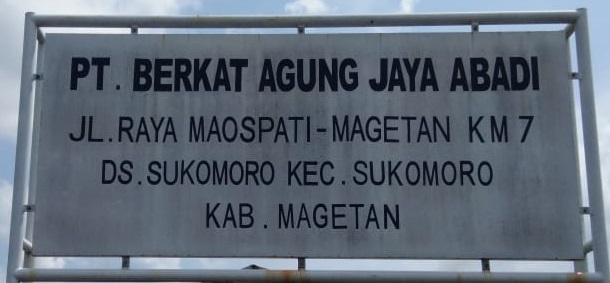 PT. BERKAT AGUNG JAYA ABADI
JL. RAYA MAOSPATI-MAGETAN KM 7
DS. SUKOMORO KEC. SUKOMORO
KAB. MAGETAN